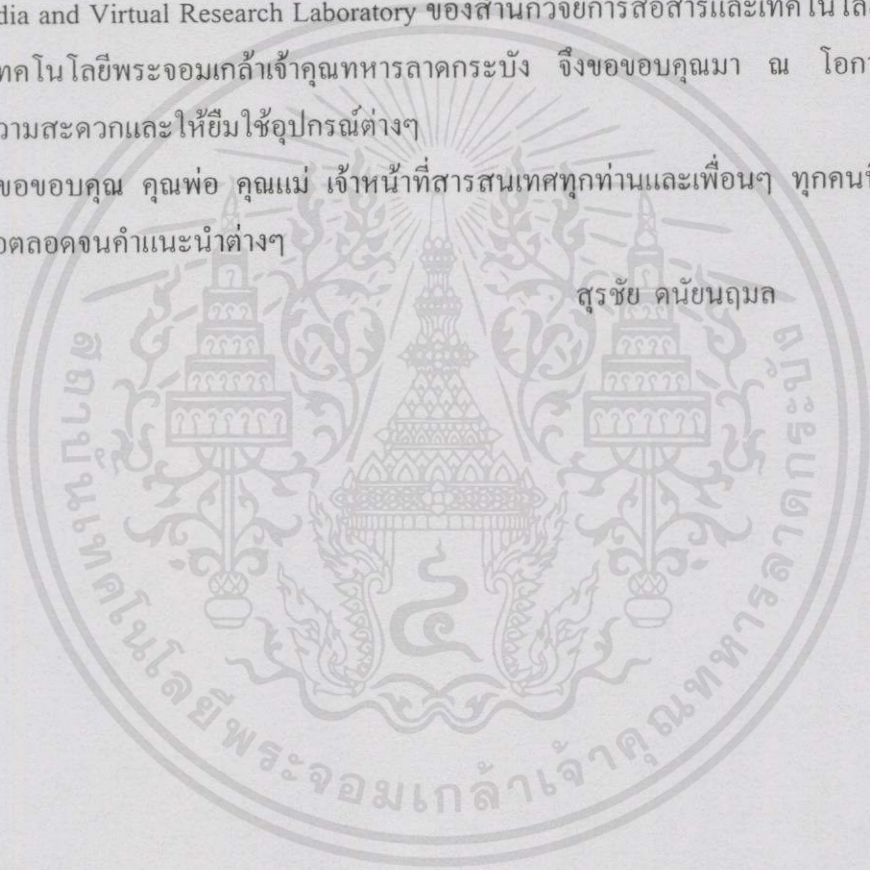 dia and Virtual Research Laboratory ของสำนักวิจัยการสื่อสารและเทคโนโล
ทคโนโลยีพระจอมเกล้าเจ้าคุณทหารลาดกระบัง จึงขอขอบคุณมา ณ โอกา
วามสะดวกและให้ยืมใช้อุปกรณ์ต่างๆ
ขอขอบคุณ คุณพ่อ คุณแม่ เจ้าหน้าที่สารสนเทศทุกท่านและเพื่อนๆ ทุกคนที
อตลอดจนคำแนะนำต่างๆ
สุรชัย ดนัยนฤมล
สถาบันเทคโนโลยีพระจอมเกล้าเจ้าคุณทหารลาดกระบัง
๔